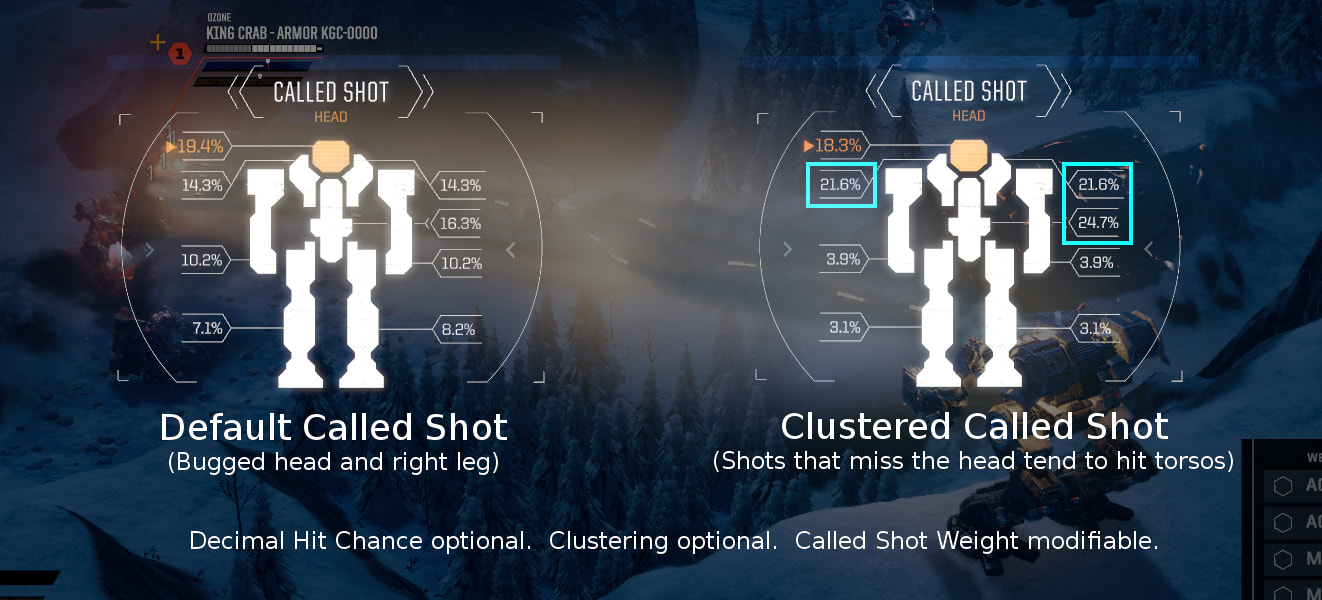 OZONE
KING CRAB - ARMOR KGC-0000
1
CALLED SHOT
HEAD
19.4%
14.3%
14.3%
16.3%
10.2%
10.2%
7.1%
8.2%
Default Called Shot
(Bugged head and right leg)
CALLED SHOT
HEAD
18.3%
21.6%
21.6%
24.7%
3.9%
3.9%
3.1%
3.1%
Clustered Called Shot
(Shots that miss the head tend to hit torsos)
Decimal Hit Chance optional.  Clustering optional.  Called Shot Weight modifiable.